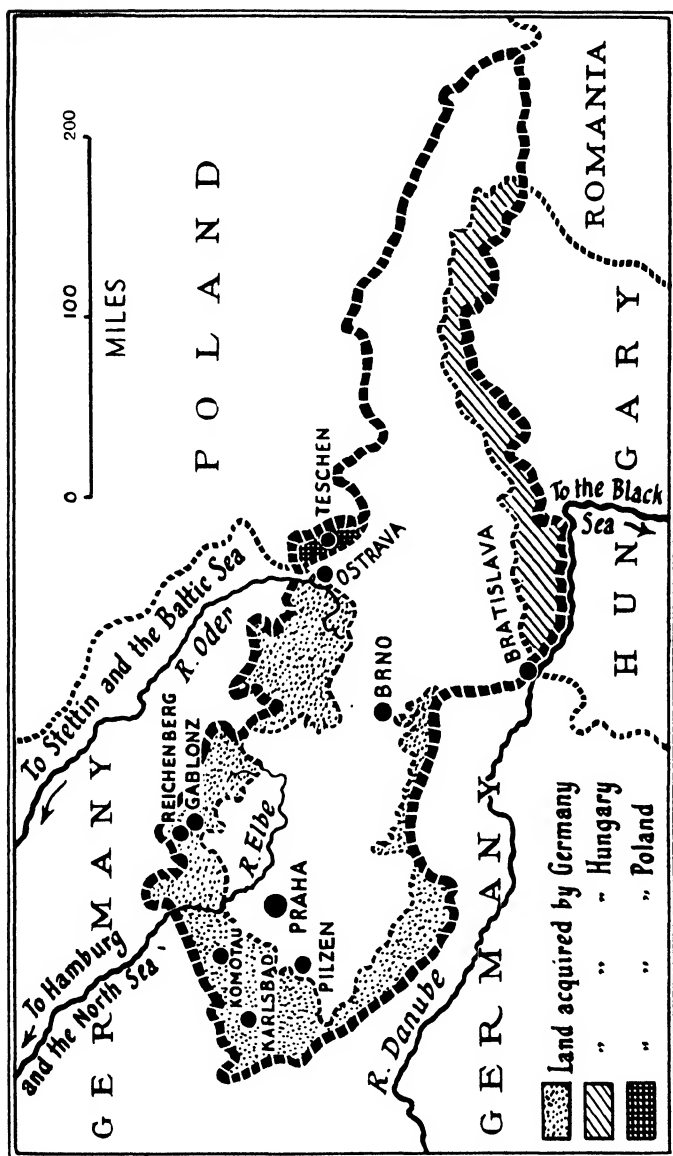 GERMANY
POLAND
To Hamburg
and the North Sea
To Stettin and the Baltic Sea
R. Oder
R Elbe
REICHENBERG
GABLONZ
KOMOTAU
KARLSBAD
PRAHA
PILZEN
OSTRAVA
TESCHEN
BRNO
BRATISLAVA
0 100 200
MILES
R. Danube
GERMANY
HUNGARY
ROMANIA
To the Black
Sea
Land acquired by Germany
„ „ „ Hungary
„ „ „ Poland